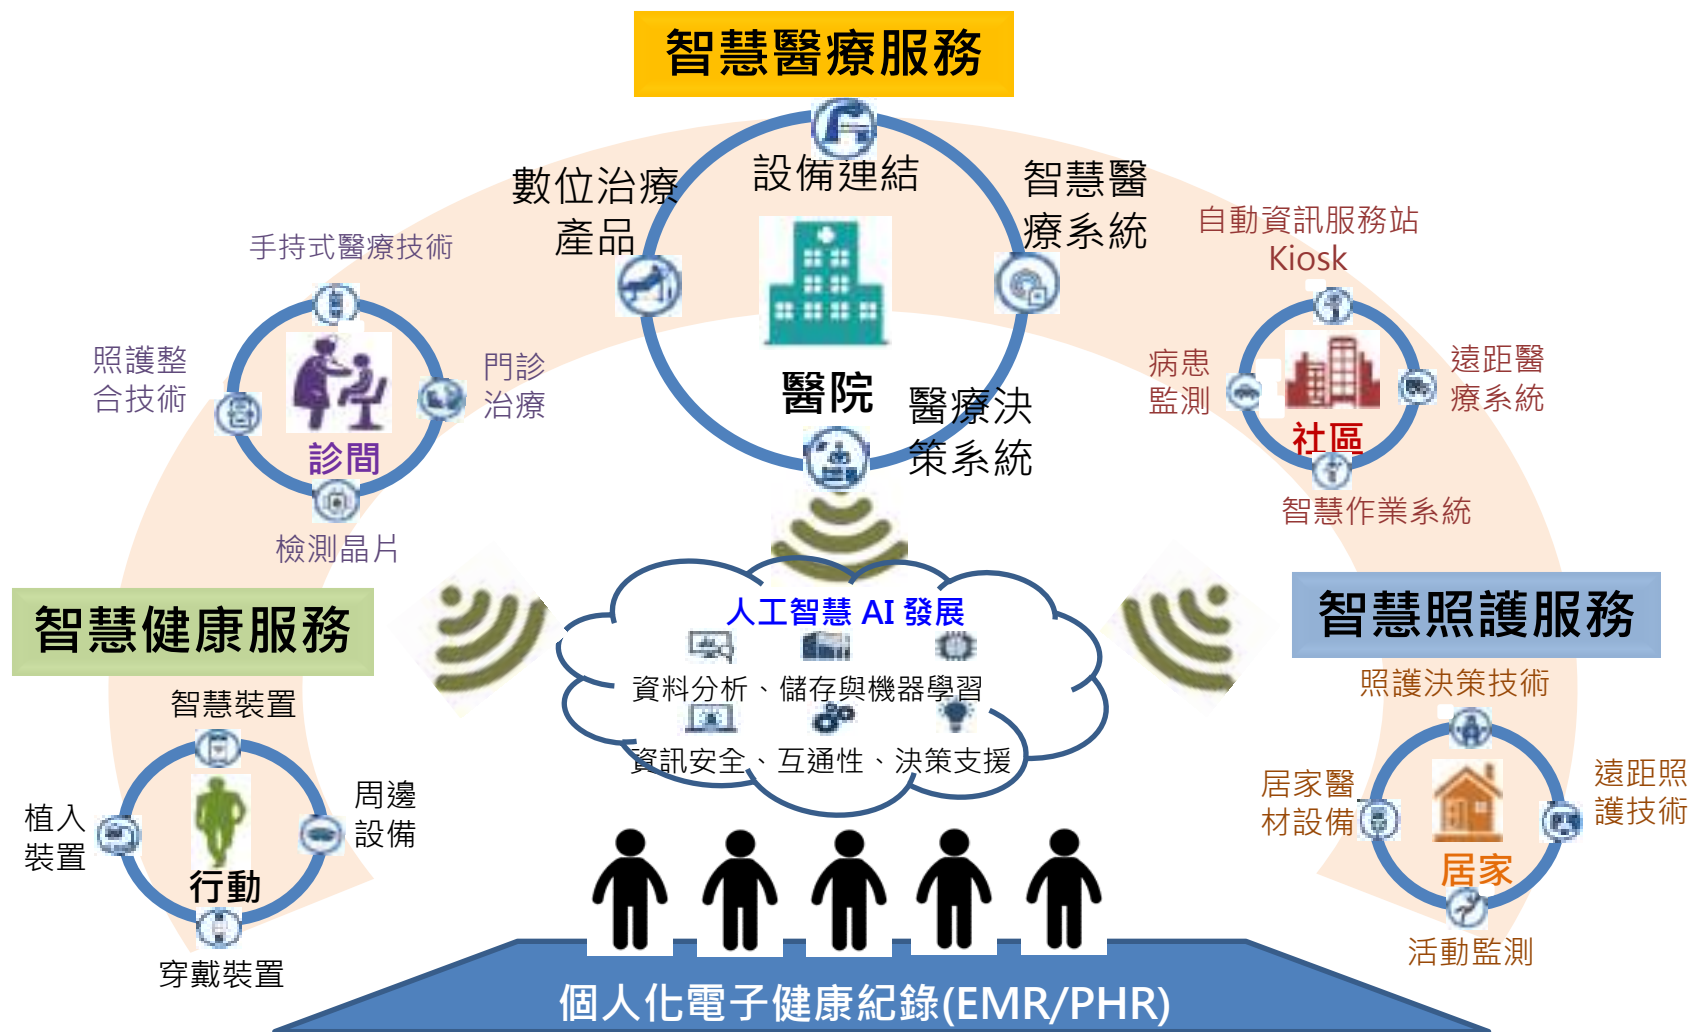 智慧醫療服務
數位治療
產品
設備連結
智慧醫
療系統
醫院
醫療決
策系統
手持式醫療技術
照護整
合技術
門診
治療
診間
檢測晶片
自動資訊服務站
Kiosk
病患
監測
遠距醫
療系統
社區
智慧作業系統
智慧健康服務
智慧裝置
植入
裝置
周邊
設備
行動
穿戴裝置
人工智慧 AI 發展
資料分析、儲存與機器學習
資訊安全、互通性、決策支援
智慧照護服務
照護決策技術
居家醫
材設備
遠距照
護技術
居家
活動監測
個人化電子健康紀錄(EMR/PHR)